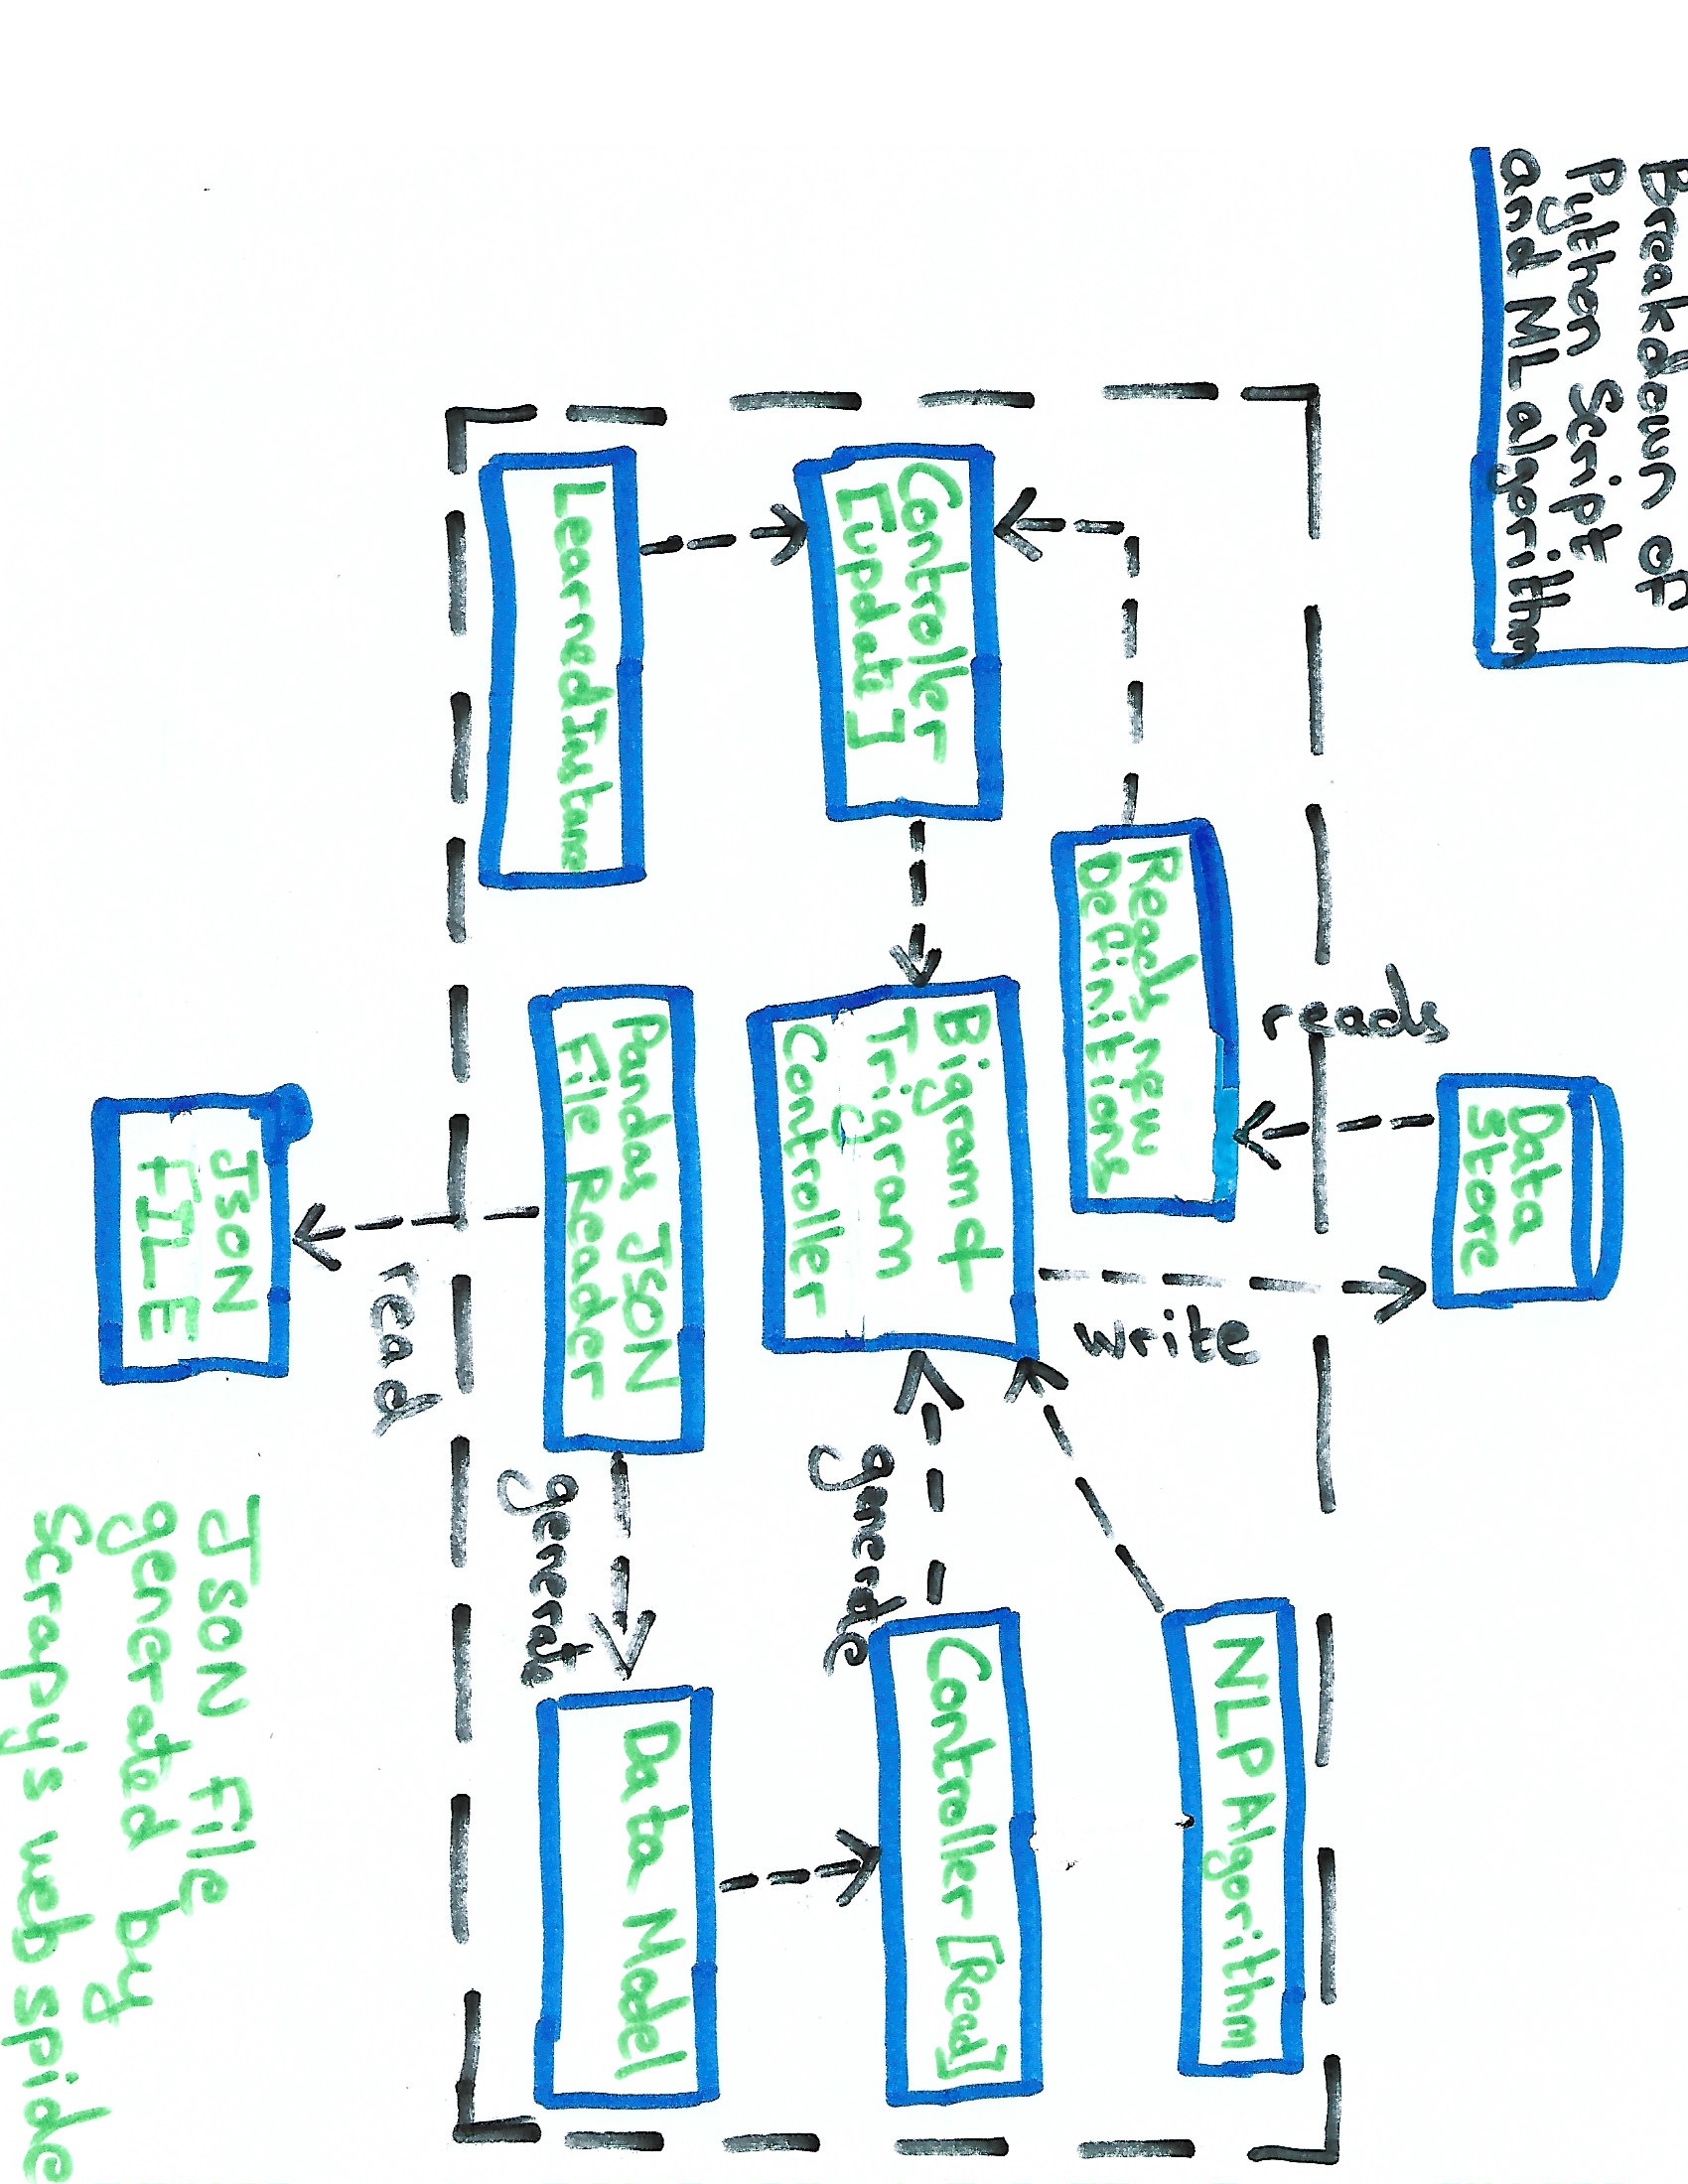 Breakdown of
Python Script
and ML algorithm
Data
Store
reads
write
NLP Algorithm
Reads new
Definitions
Controller
[update]
Bigram &
Trigram
Controller
generate
Controller [Read]
LearnedInstance
Pandas JSON
File Reader
generate
Data Model
read
JSON
FILE
JSON File
generated by
Scrapy's web spide